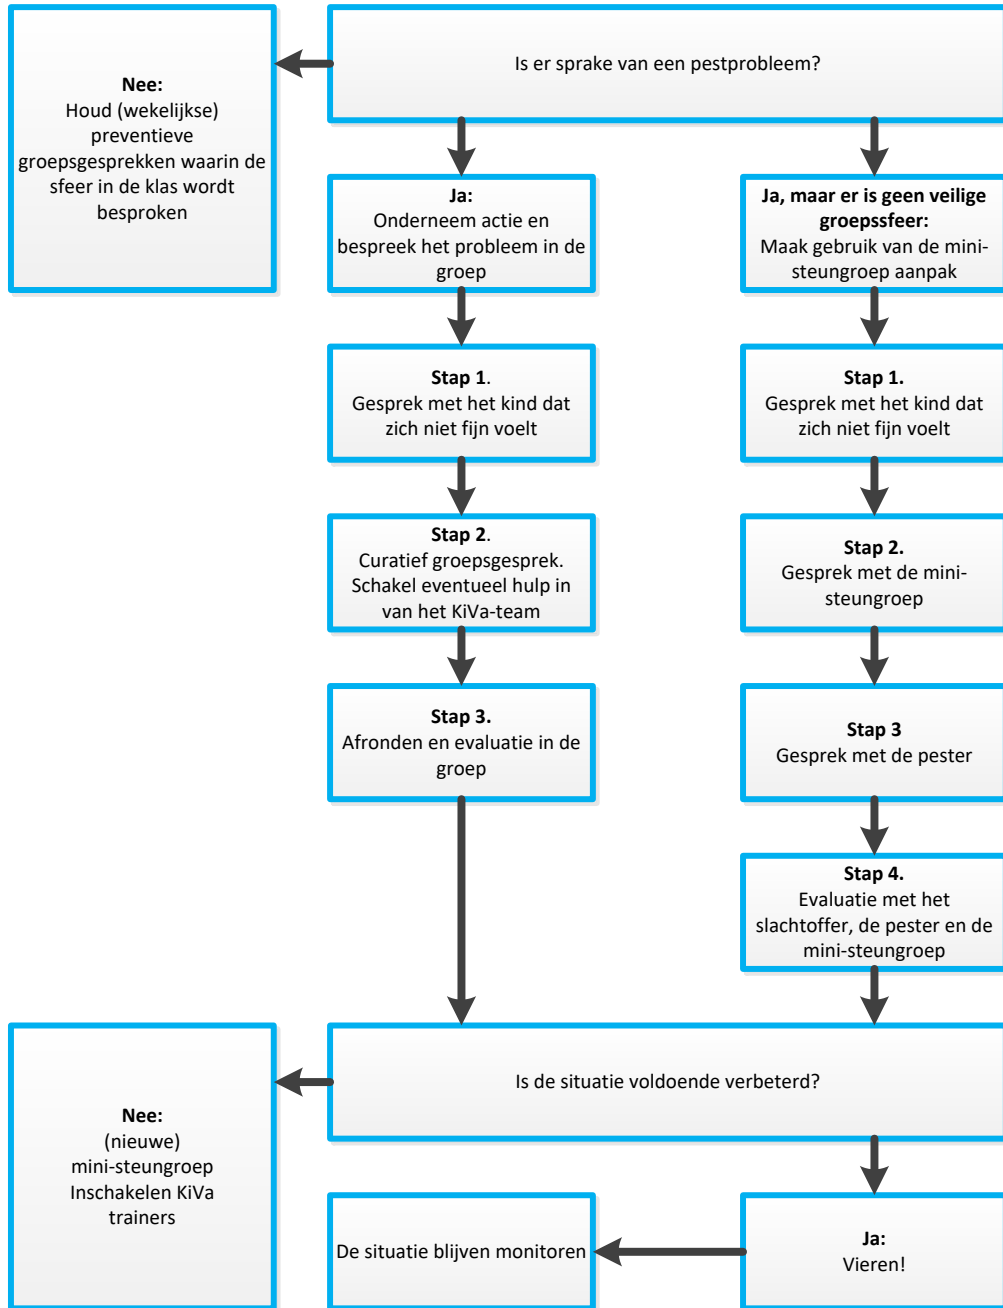 Is er sprake van een pestprobleem?
Nee:
Houd (wekelijkse)
preventieve
groepsgesprekken waarin de
sfeer in de klas wordt
besproken
Ja:
Onderneem actie en
bespreek het probleem in de
groep
Ja, maar er is geen veilige
groepssfeer:
Maak gebruik van de mini-
steungroep aanpak
Stap 1.
Gesprek met het kind dat
zich niet fijn voelt
Stap 1.
Gesprek met het kind dat
zich niet fijn voelt
Stap 2.
Curatief groepsgesprek.
Schakel eventueel hulp in
van het KiVa-team
Stap 2.
Gesprek met de mini-
steungroep
Stap 3.
Afronden en evaluatie in de
groep
Stap 3
Gesprek met de pester
Stap 4.
Evaluatie met het
slachtoffer, de pester en de
mini-steungroep
Is de situatie voldoende verbeterd?
Nee:
(nieuwe)
mini-steungroep
Inschakelen KiVa
trainers
De situatie blijven monitoren
Ja:
Vieren!